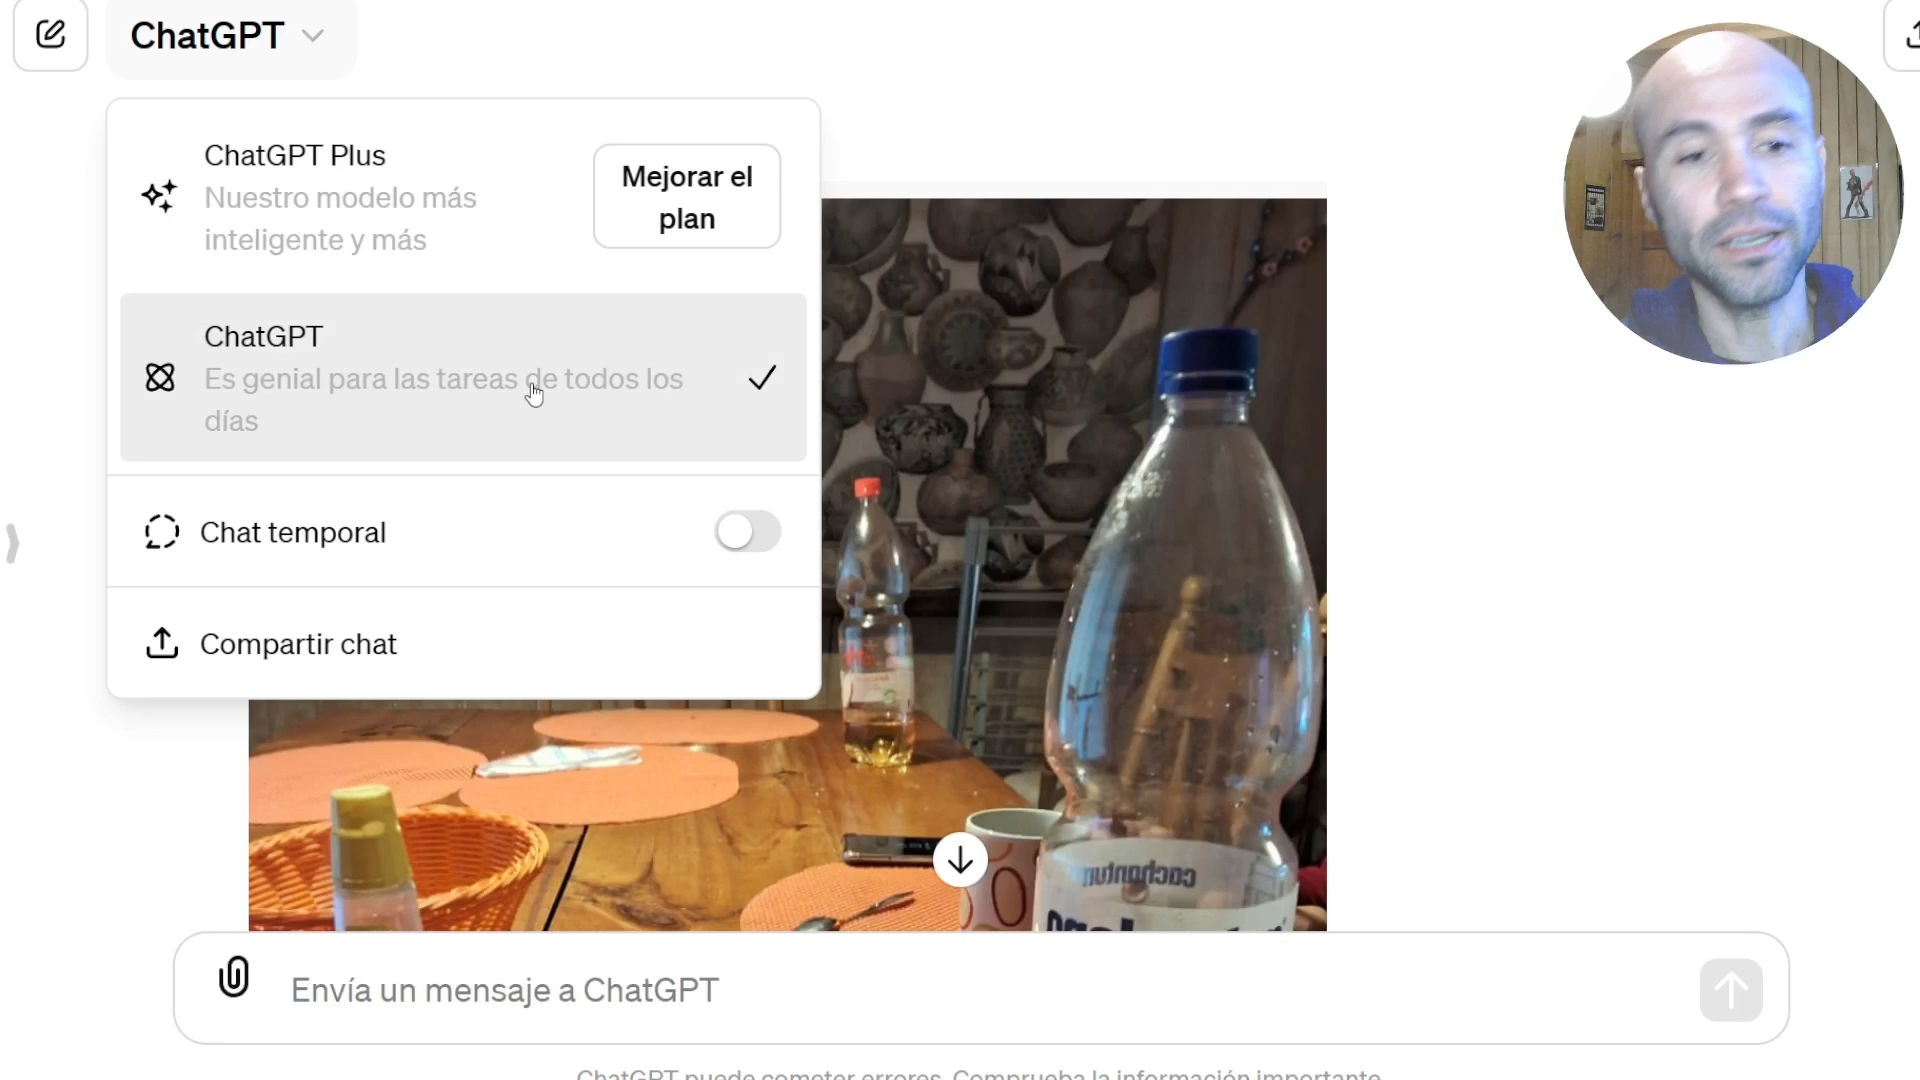 ChatGPT
ChatGPT Plus
Nuestro modelo más
inteligente y más
Mejorar el
plan
ChatGPT
Es genial para las tareas de todos los
días
Chat temporal
Compartir chat
cachantun
Envía un mensaje a ChatGPT
ChatGPT puede cometer errores. Comprueba la información importante.